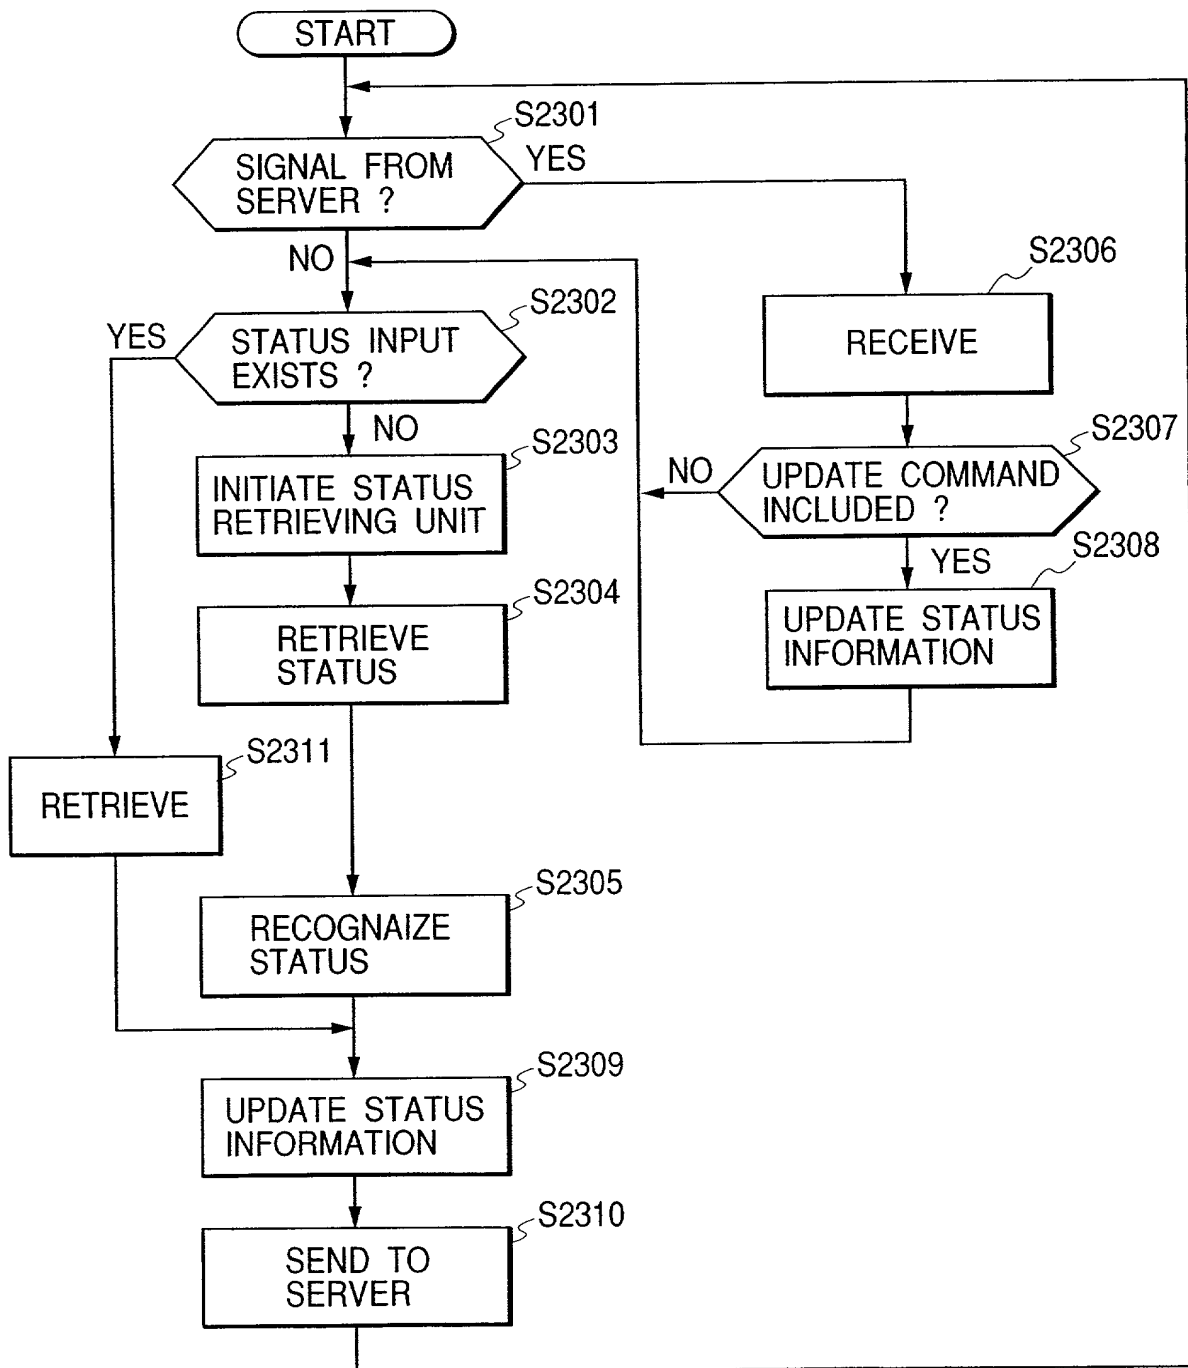 START
S2301
SIGNAL FROM
SERVER ?
YES
NO
S2306
RECEIVE
S2302
YES
STATUS INPUT
EXISTS ?
NO
S2307
NO
UPDATE COMMAND
INCLUDED ?
YES
S2303
INITIATE STATUS
RETRIEVING UNIT
S2308
UPDATE STATUS
INFORMATION
S2304
RETRIEVE
STATUS
S2311
RETRIEVE
S2305
RECOGNAIZE
STATUS
S2309
UPDATE STATUS
INFORMATION
S2310
SEND TO
SERVER